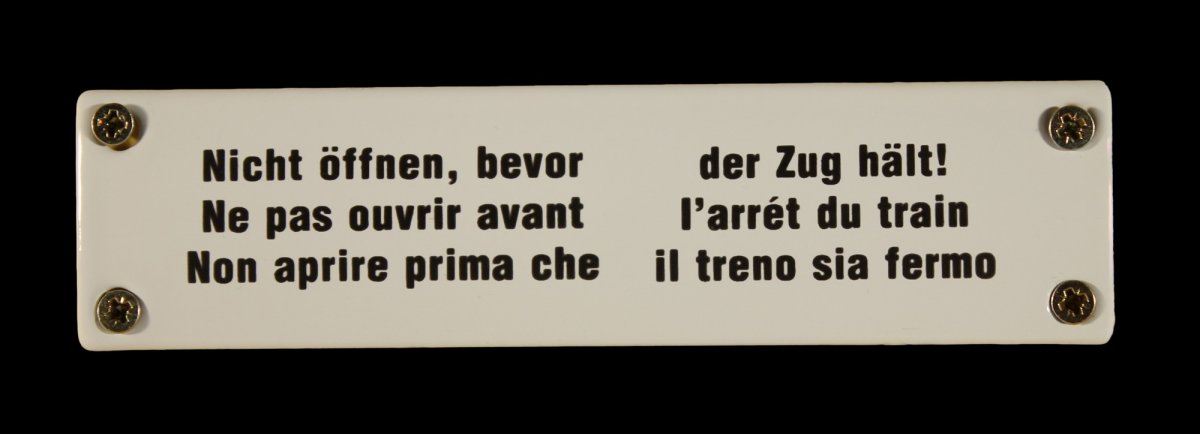 Nicht öffnen, bevor der Zug hält!
Ne pas ouvrir avant l'arrét du train
Non aprire prima che il treno sia fermo